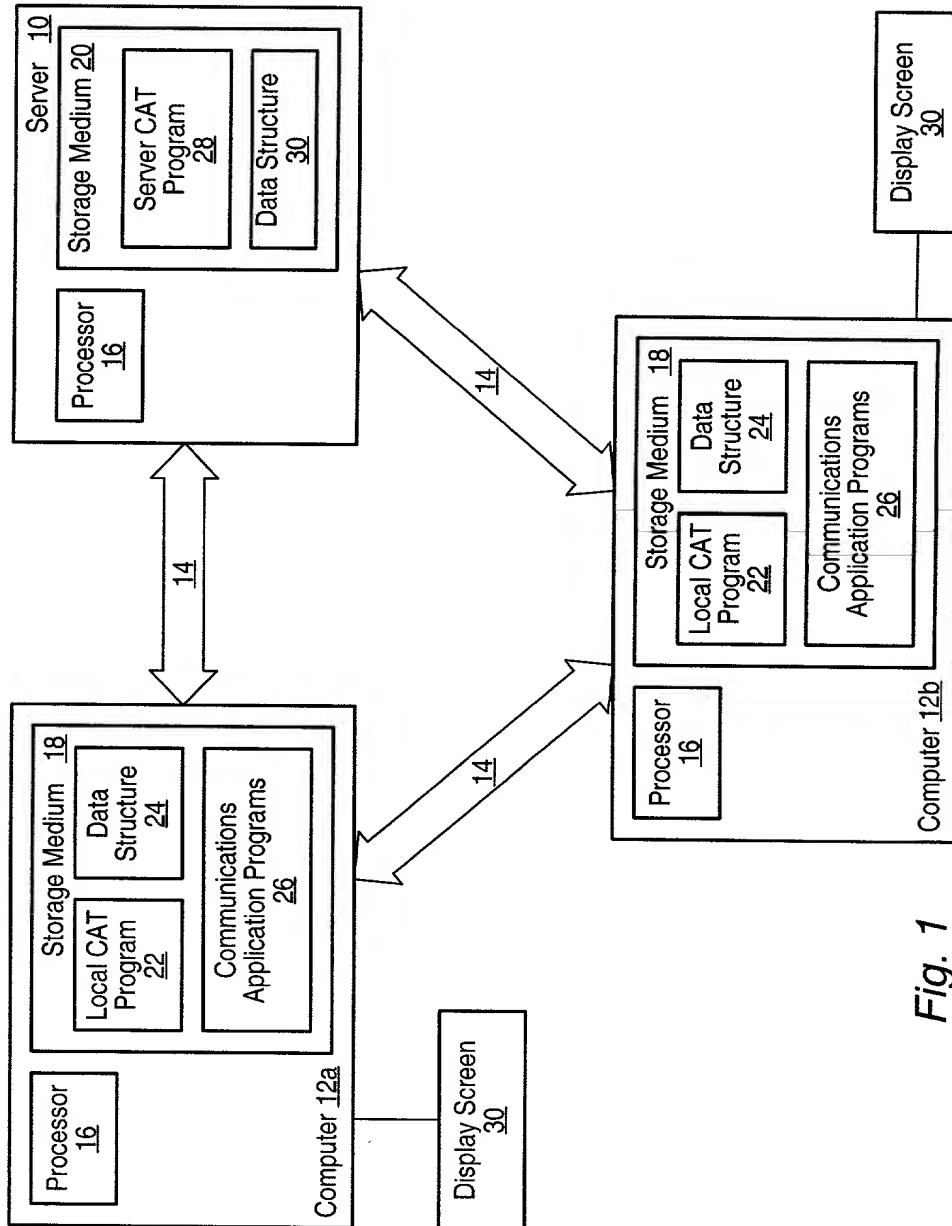 Computer 12a
Processor
16
Storage Medium 18
Local CAT
Program
22
Data
Structure
24
Communications
Application Programs
26
Display Screen
30
14
Server 10
Processor
16
Storage Medium 20
Server CAT
Program
28
Data Structure
30
14
14
Computer 12b
Processor
16
Storage Medium 18
Local CAT
Program
22
Data
Structure
24
Communications
Application Programs
26
Display Screen
30
Fig. 1